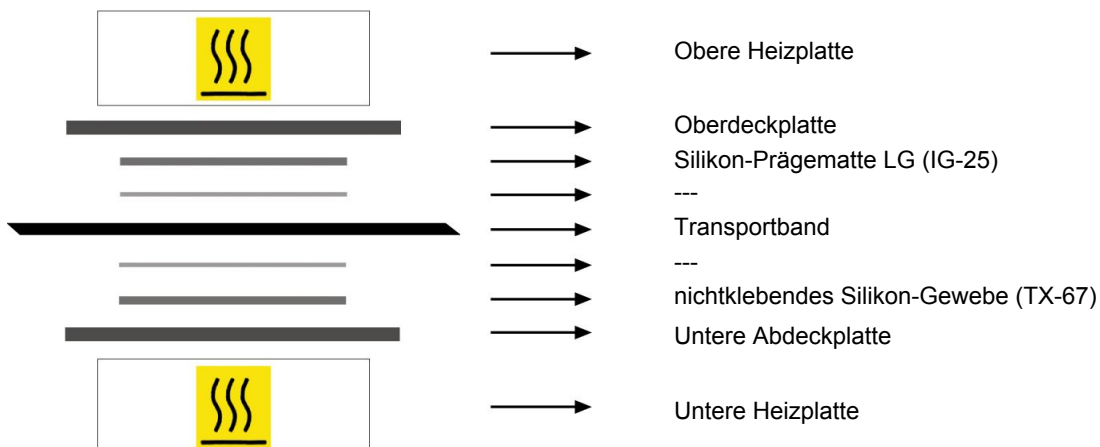 Obere Heizplatte
Oberdeckplatte
Silikon-Prägematte LG (IG-25)
---
Transportband
---
nichtklebendes Silikon-Gewebe (TX-67)
Untere Abdeckplatte
Untere Heizplatte